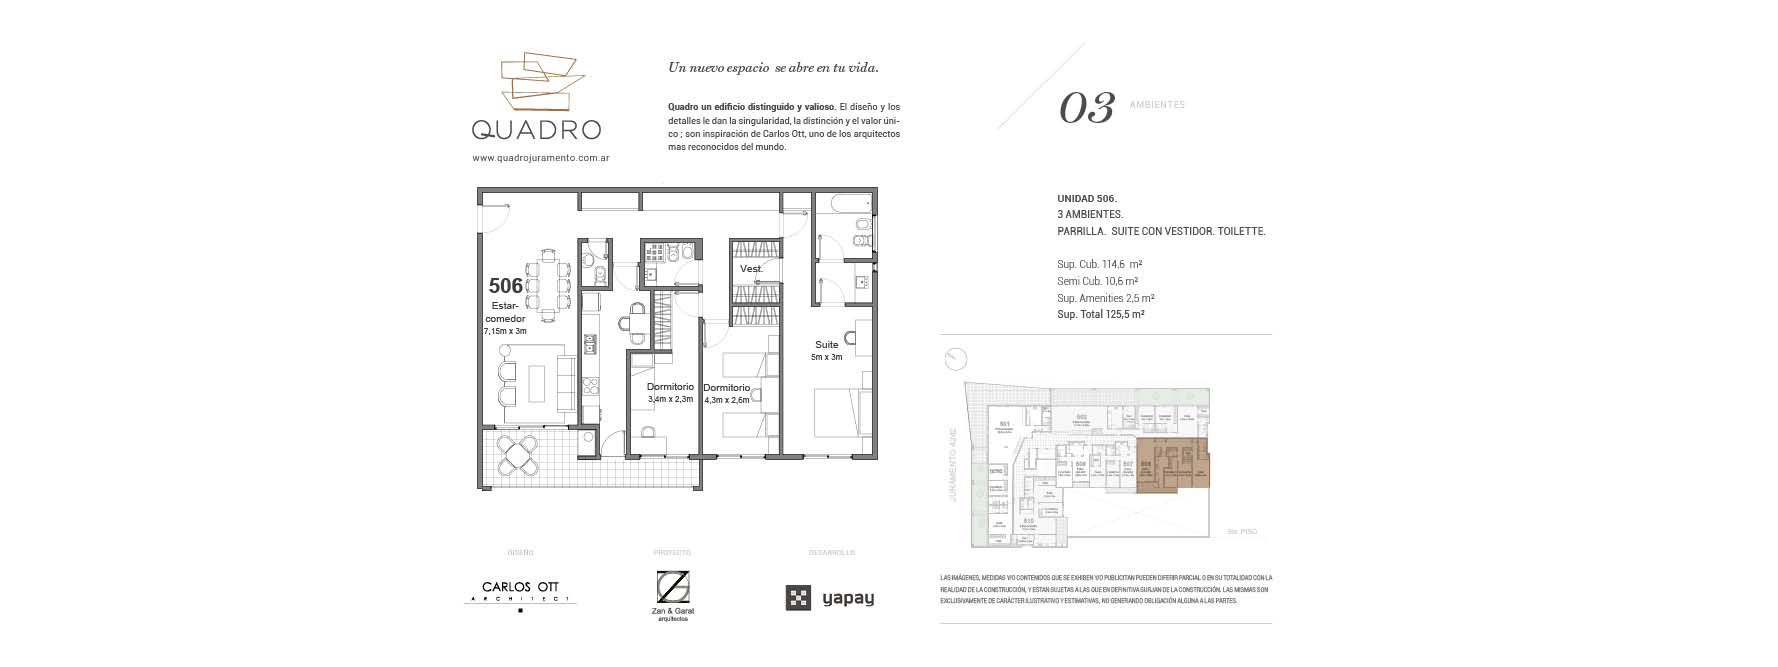 QUADRO
www.quadrojuramento.com.ar
Un nuevo espacio se abre en tu vida.
Quadro un edificio distinguido y valioso. El diseño y los
detalles le dan la singularidad, la distinción y el valor úni-
co ; son inspiración de Carlos Ott, uno de los arquitectos
mas reconocidos del mundo.
03 AMBIENTES
506
Estar-
comedor
7,15m x 3m
Vest.
Dormitorio
3,4m x 2,3m
Dormitorio
4,3m x 2,6m
Suite
5m x 3m
UNIDAD 506.
3 AMBIENTES.
PARRILLA. SUITE CON VESTIDOR. TOILETTE.
Sup. Cub. 114,6 m²
Semi Cub. 10,6 m²
Sup. Amenities 2,5 m²
Sup. Total 125,5 m²
JURAMENTO 4242
501
502
507
510
5to. PISO
DISEÑO
CARLOS OTT
ARCHITECT
PROYECTO
Zan & Garat
arquitectos
DESARROLLO
yapay
LAS IMÁGENES, MEDIDAS Y/O CONTENIDOS QUE SE EXHIBEN Y/O PUBLICITAN PUEDEN DIFERIR PARCIAL O EN SU TOTALIDAD CON LA
REALIDAD DE LA CONSTRUCCIÓN, Y ESTAN SUJETAS A LAS QUE EN DEFINITIVA SURJAN DE LA CONSTRUCCIÓN. LAS MISMAS SON
EXCLUSIVAMENTE DE CARÁCTER ILUSTRATIVO Y ESTIMATIVAS, NO GENERANDO OBLIGACIÓN ALGUNA A LAS PARTES.